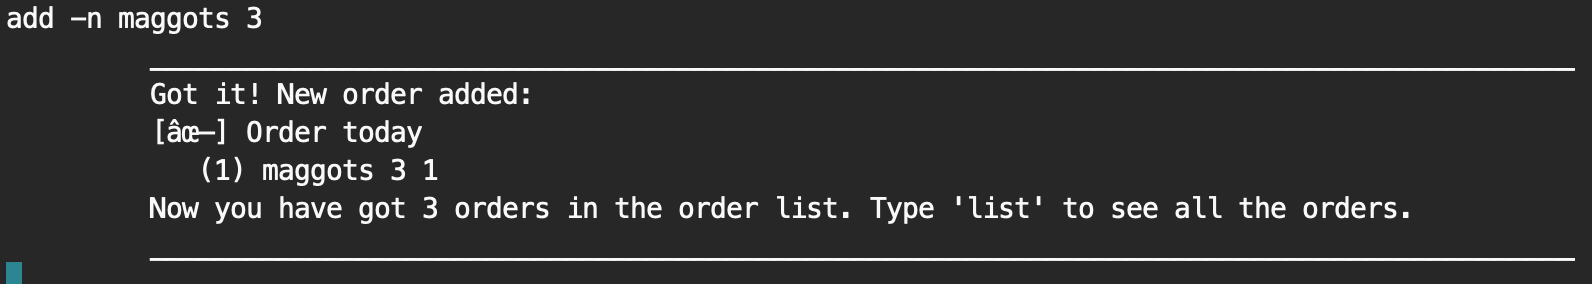 add -n maggots 3
Got it! New order added:
[âœ—] Order today
(1) maggots 3 1
Now you have got 3 orders in the order list. Type 'list' to see all the orders.